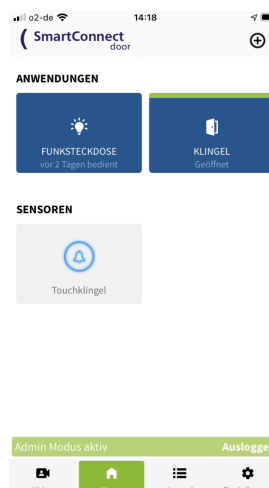 o2-de 14:18
SmartConnect
door
ANWENDUNGEN
FUNKSTECKDOSE
vor 2 Tagen bedient
KLINGEL
Geöffnet
SENSOREN
Touchklingel
Admin Modus aktiv Auslogge